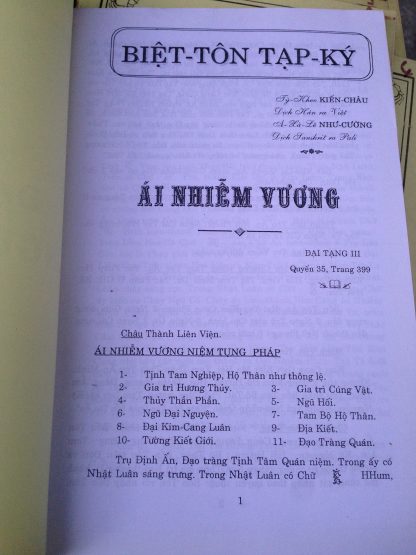 BIỆT-TÔN TẠP-KÝ
Tỳ-Kheo KIẾN-CHÂU
Dịch Hán ra Việt
A-Xà-Lê NHƯ-CƯỜNG
Dịch Sanskrit ra Pali
ÁI NHIỄM VƯƠNG
ĐẠI TẠNG III
Quyển 35, Trang 399
Châu Thành Liên Viện.
ÁI NHIỄM VƯƠNG NIỆM TỤNG PHÁP
1- Tịnh Tam Nghiệp, Hộ Thân như thông lệ.
2- Gia trì Hương Thủy. 3- Gia trì Cúng Vật.
4- Thủy Thần Phấn. 5- Ngũ Hối.
6- Ngũ Đại Nguyện. 7- Tam Bộ Hộ Thân.
8- Đại Kim-Cang Luân 9- Địa Kiết.
10- Tường Kiết Giới. 11- Đạo Tràng Quán.
Trụ Định Ấn, Đạo tràng Tịnh Tâm Quán niệm. Trong ấy có
Nhật Luân sáng trưng. Trong Nhật Luân có Chữ HHum,
1